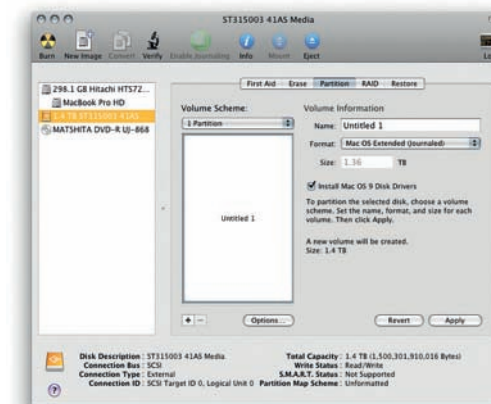 ST315003 41AS Media
Burn New Image Convert Verify Enable Journaling Info Mount Eject
298.1 GB Hitachi HTS72...
MacBook Pro HD
1.4 TB ST315003 41AS
MATSHITA DVD-R UJ-868
First Aid Erase Partition RAID Restore
Volume Scheme:
1 Partition
Untitled 1
Volume Information
Name: Untitled 1
Format: Mac OS Extended (Journaled)
Size: 1.36 TB
Install Mac OS 9 Disk Drivers
To partition the selected disk, choose a volume
scheme. Set the name, format, and size for each
volume. Then click Apply.
A new volume will be created.
Size: 1.4 TB
+ − Options... Revert Apply
Disk Description : ST315003 41AS Media
Connection Bus : SCSI
Connection Type : External
Connection ID : SCSI Target ID 0, Logical Unit 0
Total Capacity : 1.4 TB (1,500,301,910,016 Bytes)
Write Status : Read/Write
S.M.A.R.T. Status : Not Supported
Partition Map Scheme : Unformatted
?